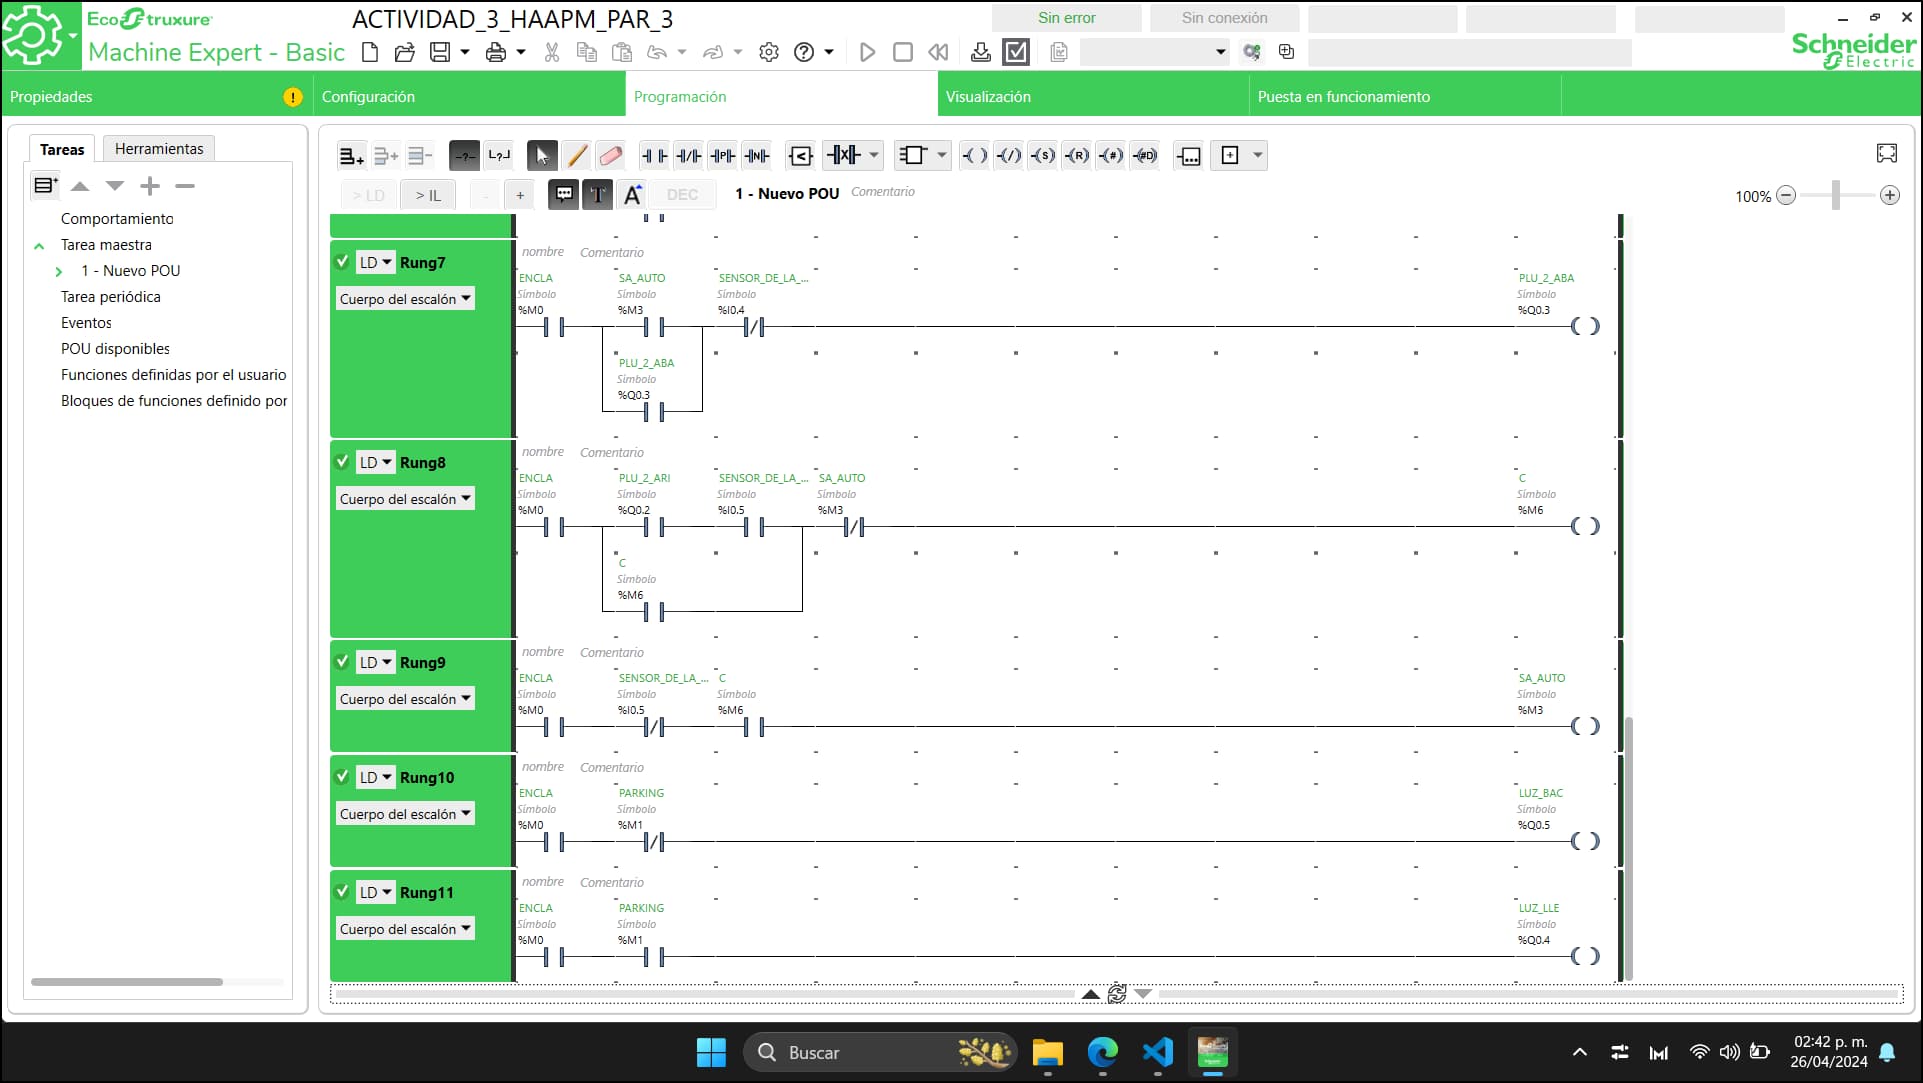 EcoStruxure
Machine Expert - Basic
ACTIVIDAD_3_HAAPM_PAR_3
Sin error
Sin conexión
Schneider
Electric
Propiedades
Configuración
Programación
Visualización
Puesta en funcionamiento
Tareas
Herramientas
Comportamiento
Tarea maestra
1 - Nuevo POU
Tarea periódica
Eventos
POU disponibles
Funciones definidas por el usuario
Bloques de funciones definido por
> LD
> IL
-
+
T
A
DEC
1 - Nuevo POU
Comentario
100%
LD
Rung7
Cuerpo del escalón
nombre
Comentario
ENCLA
SA_AUTO
SENSOR_DE_LA_...
PLU_2_ABA
Símbolo
Símbolo
Símbolo
Símbolo
%M0
%M3
%I0.4
%Q0.3
PLU_2_ABA
Símbolo
%Q0.3
LD
Rung8
Cuerpo del escalón
nombre
Comentario
ENCLA
PLU_2_ARI
SENSOR_DE_LA_...
SA_AUTO
C
Símbolo
Símbolo
Símbolo
Símbolo
Símbolo
%M0
%Q0.2
%I0.5
%M3
%M6
C
Símbolo
%M6
LD
Rung9
Cuerpo del escalón
nombre
Comentario
ENCLA
SENSOR_DE_LA_...
C
SA_AUTO
Símbolo
Símbolo
Símbolo
Símbolo
%M0
%I0.5
%M6
%M3
LD
Rung10
Cuerpo del escalón
nombre
Comentario
ENCLA
PARKING
LUZ_BAC
Símbolo
Símbolo
Símbolo
%M0
%M1
%Q0.5
LD
Rung11
Cuerpo del escalón
nombre
Comentario
ENCLA
PARKING
LUZ_LLE
Símbolo
Símbolo
Símbolo
%M0
%M1
%Q0.4
Buscar
02:42 p. m.
26/04/2024